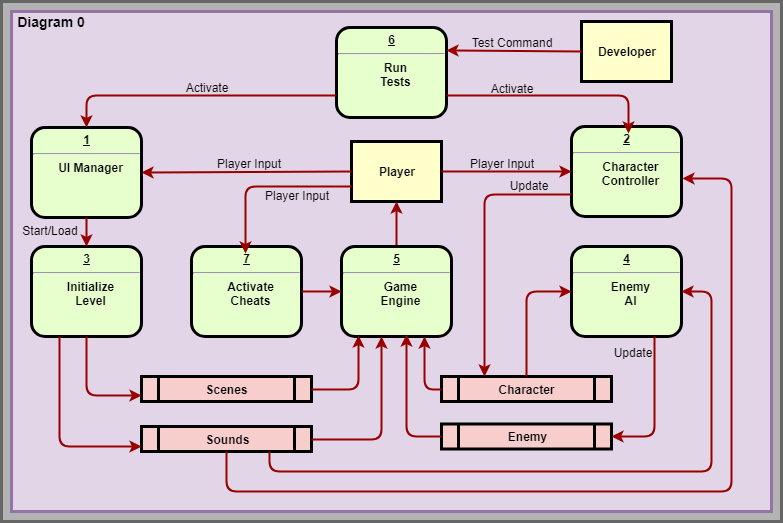 Diagram 0
6
Run
Tests
Test Command
Developer
Activate
Activate
1
UI Manager
Player Input
Player
Player Input
2
Character
Controller
Player Input
Update
Start/Load
3
Initialize
Level
7
Activate
Cheats
5
Game
Engine
4
Enemy
AI
Update
Scenes
Character
Sounds
Enemy